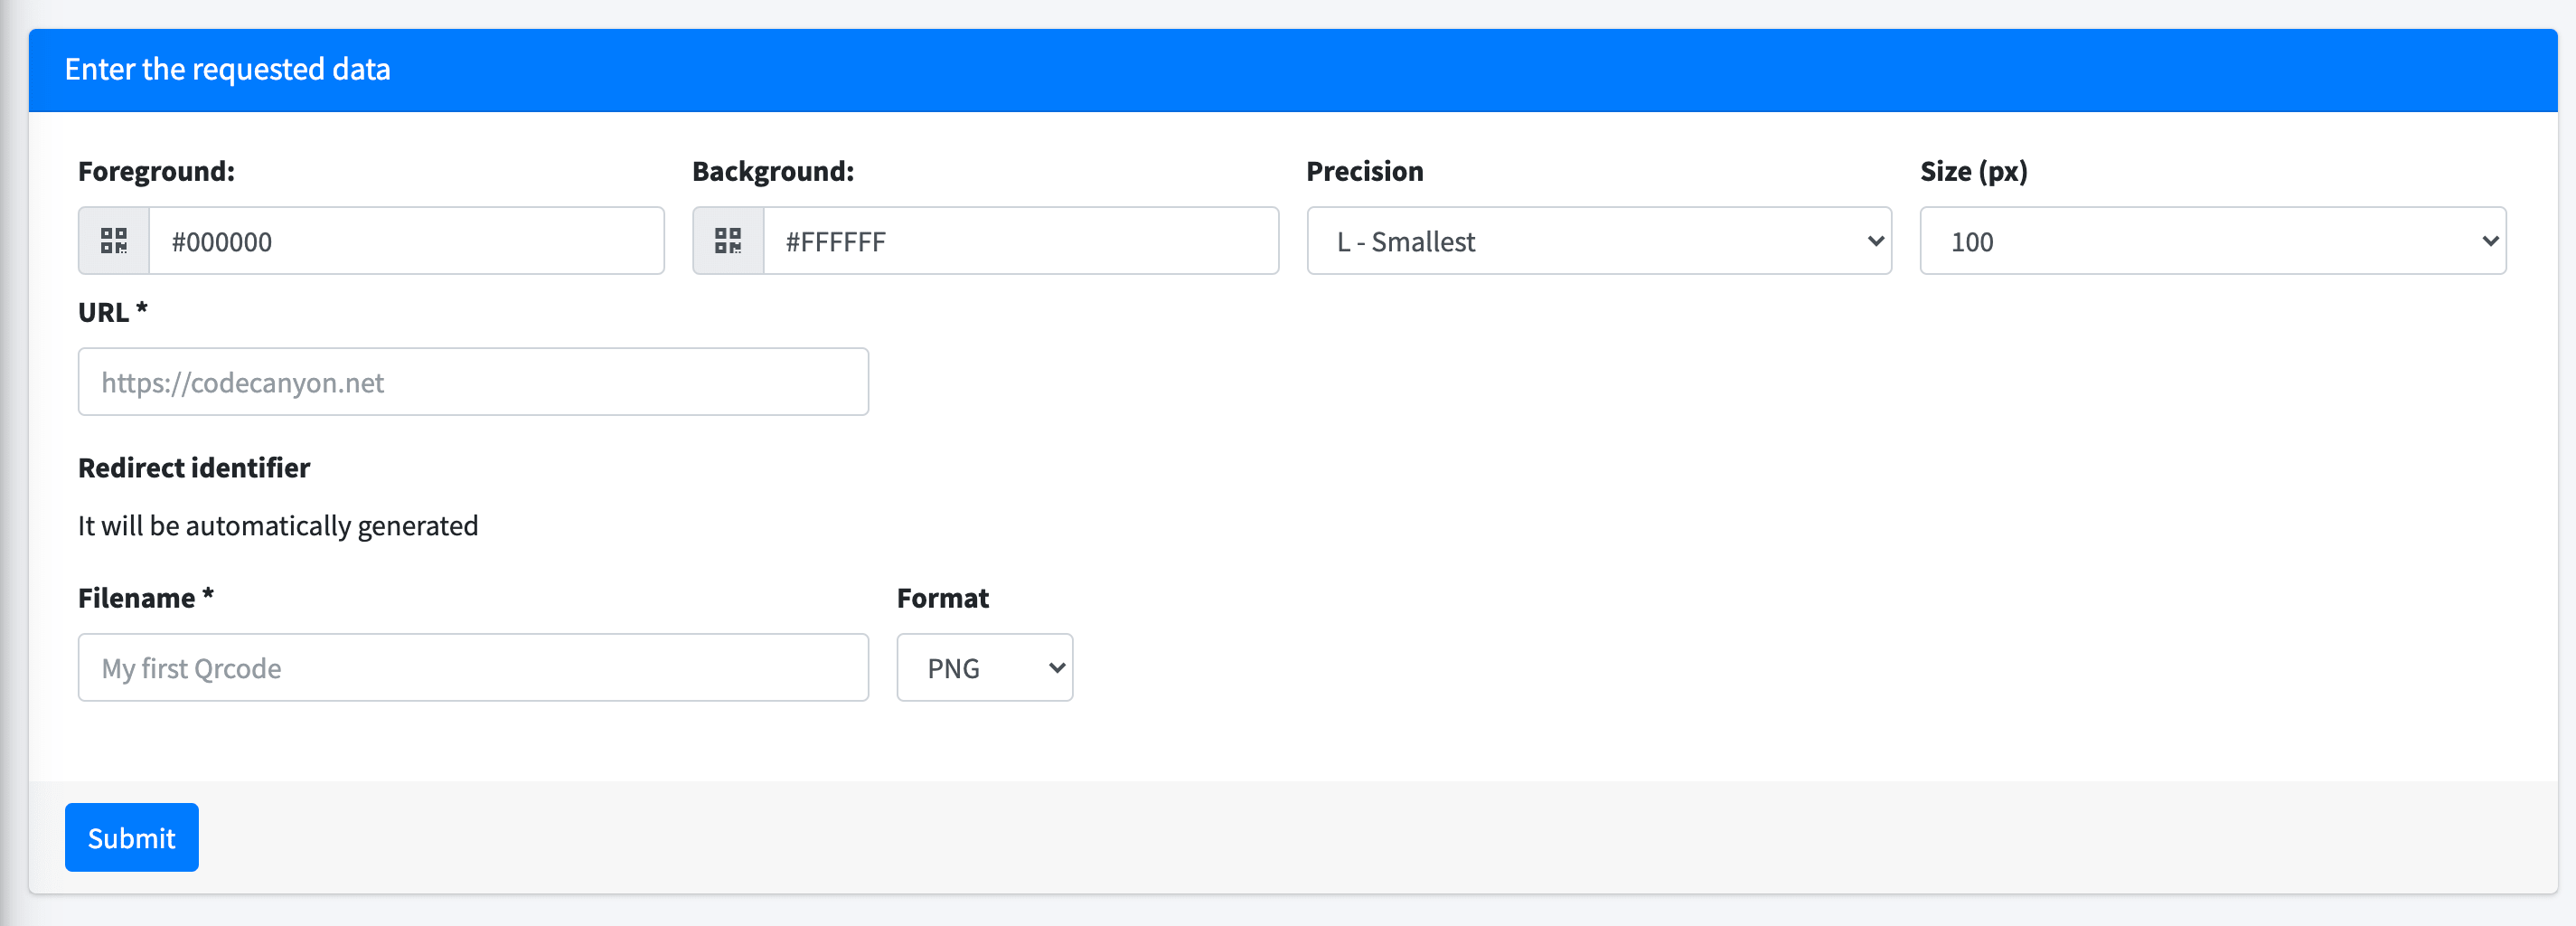 Enter the requested data
Foreground: Background: Precision Size (px)
#000000 #FFFFFF L - Smallest 100
URL *
https://codecanyon.net
Redirect identifier
It will be automatically generated
Filename * Format
My first Qrcode PNG
Submit